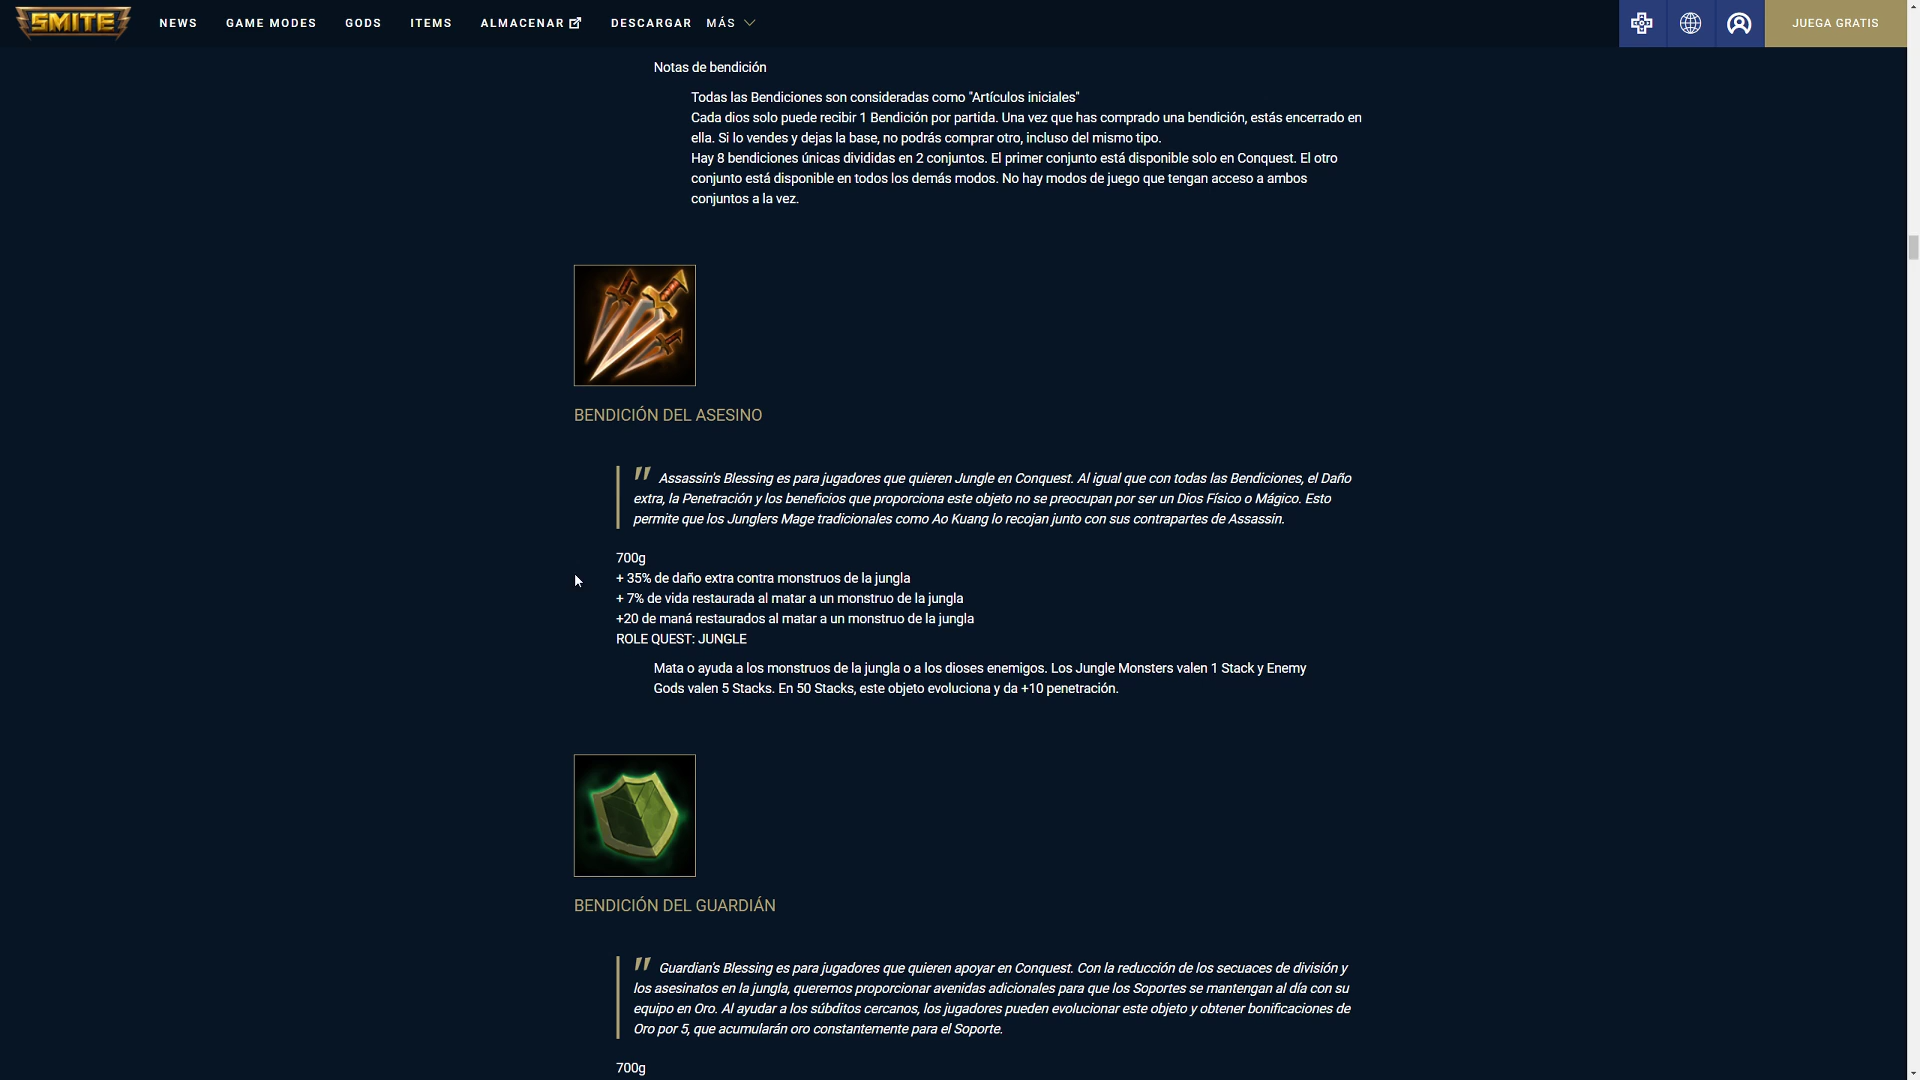 SMITE
NEWS
GAME MODES
GODS
ITEMS
ALMACENAR
DESCARGAR
MÁS
JUEGA GRATIS
Notas de bendición
Todas las Bendiciones son consideradas como "Artículos iniciales"
Cada dios solo puede recibir 1 Bendición por partida. Una vez que has comprado una bendición, estás encerrado en
ella. Si lo vendes y dejas la base, no podrás comprar otro, incluso del mismo tipo.
Hay 8 bendiciones únicas divididas en 2 conjuntos. El primer conjunto está disponible solo en Conquest. El otro
conjunto está disponible en todos los demás modos. No hay modos de juego que tengan acceso a ambos
conjuntos a la vez.
BENDICIÓN DEL ASESINO
" Assassin's Blessing es para jugadores que quieren Jungle en Conquest. Al igual que con todas las Bendiciones, el Daño
extra, la Penetración y los beneficios que proporciona este objeto no se preocupan por ser un Dios Físico o Mágico. Esto
permite que los Junglers Mage tradicionales como Ao Kuang lo recojan junto con sus contrapartes de Assassin.
700g
+ 35% de daño extra contra monstruos de la jungla
+ 7% de vida restaurada al matar a un monstruo de la jungla
+20 de maná restaurados al matar a un monstruo de la jungla
ROLE QUEST: JUNGLE
Mata o ayuda a los monstruos de la jungla o a los dioses enemigos. Los Jungle Monsters valen 1 Stack y Enemy
Gods valen 5 Stacks. En 50 Stacks, este objeto evoluciona y da +10 penetración.
BENDICIÓN DEL GUARDIÁN
" Guardian's Blessing es para jugadores que quieren apoyar en Conquest. Con la reducción de los secuaces de división y
los asesinatos en la jungla, queremos proporcionar avenidas adicionales para que los Soportes se mantengan al día con su
equipo en Oro. Al ayudar a los súbditos cercanos, los jugadores pueden evolucionar este objeto y obtener bonificaciones de
Oro por 5, que acumularán oro constantemente para el Soporte.
700g